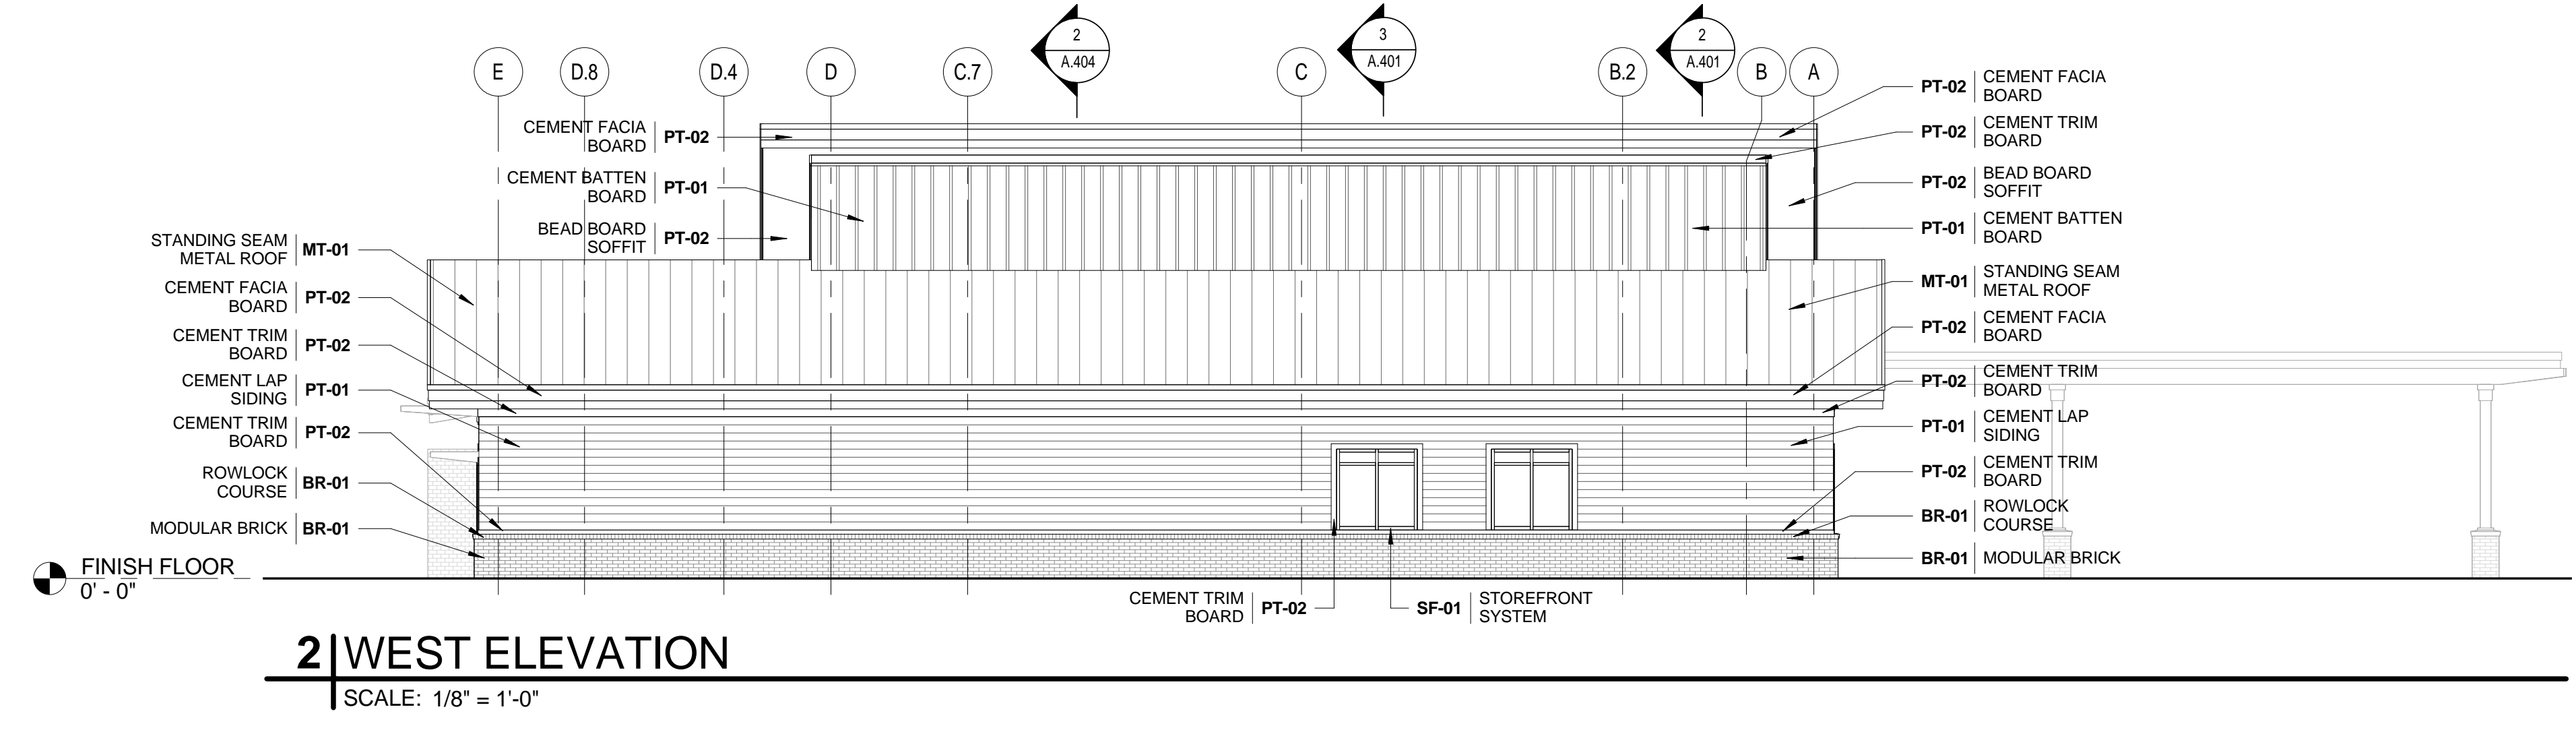 E D.8 D.4 D C.7 C B.2 B A
2
A.404
3
A.401
2
A.401
CEMENT FACIA
BOARD PT-02
CEMENT BATTEN
BOARD PT-01
BEAD BOARD
SOFFIT PT-02
STANDING SEAM
METAL ROOF MT-01
CEMENT FACIA
BOARD PT-02
CEMENT TRIM
BOARD PT-02
CEMENT LAP
SIDING PT-01
CEMENT TRIM
BOARD PT-02
ROWLOCK
COURSE BR-01
MODULAR BRICK BR-01
PT-02 CEMENT FACIA
BOARD
PT-02 CEMENT TRIM
BOARD
PT-02 BEAD BOARD
SOFFIT
PT-01 CEMENT BATTEN
BOARD
MT-01 STANDING SEAM
METAL ROOF
PT-02 CEMENT FACIA
BOARD
PT-02 CEMENT TRIM
BOARD
PT-01 CEMENT LAP
SIDING
PT-02 CEMENT TRIM
BOARD
BR-01 ROWLOCK
COURSE
BR-01 MODULAR BRICK
FINISH FLOOR
0' - 0"
CEMENT TRIM
BOARD PT-02
SF-01 STOREFRONT
SYSTEM
2 WEST ELEVATION
SCALE: 1/8" = 1'-0"